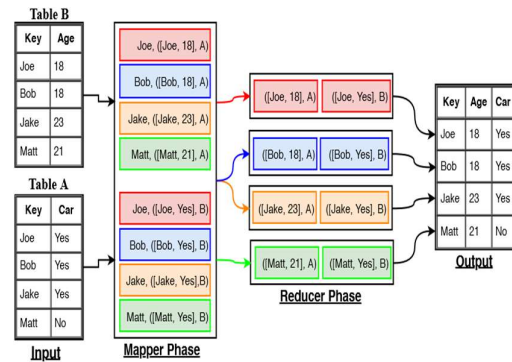 Table B
Key Age
Joe 18
Bob 18
Jake 23
Matt 21
Table A
Key Car
Joe Yes
Bob Yes
Jake Yes
Matt No
Input
Joe, ([Joe, 18], A)
Bob, ([Bob, 18], A)
Jake, ([Jake, 23], A)
Matt, ([Matt, 21], A)
Joe, ([Joe, Yes], B)
Bob, ([Bob, Yes], B)
Jake, ([Jake, Yes],B)
Matt, ([Matt, Yes], B)
Mapper Phase
([Joe, 18], A) ([Joe, Yes], B)
([Bob, 18], A) ([Bob, Yes], B)
([Jake, 23], A) ([Jake, Yes], B)
([Matt, 21], A) ([Matt, Yes], B)
Reducer Phase
Key Age Car
Joe 18 Yes
Bob 18 Yes
Jake 23 Yes
Matt 21 No
Output